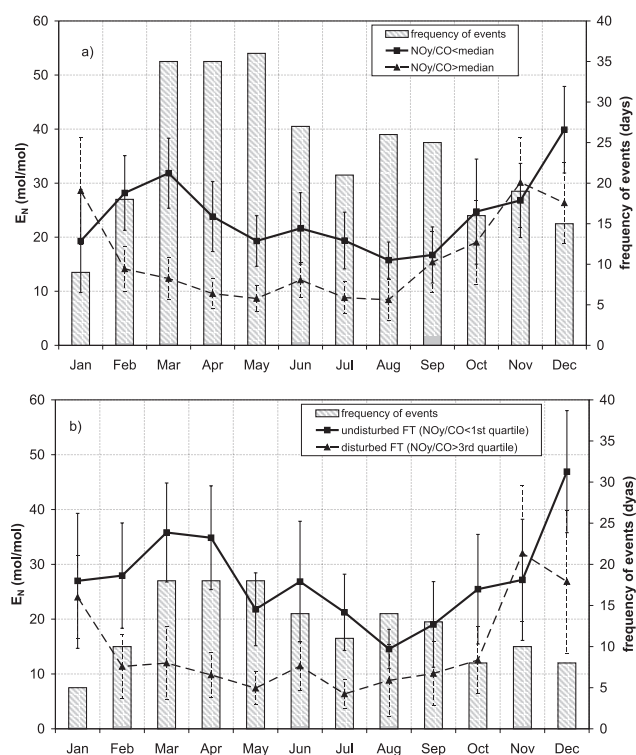 a)
frequency of events
NOy/CO<median
NOy/CO>median
E_N (mol/mol)
frequency of events (days)
60
50
40
30
20
10
0
40
35
30
25
20
15
10
5
0
Jan Feb Mar Apr May Jun Jul Aug Sep Oct Nov Dec
b)
frequency of events
undisturbed FT (NOy/CO<1st quartile)
disturbed FT (NOy/CO>3rd quartile)
E_N (mol/mol)
frequency of events (dyas)
60
50
40
30
20
10
0
40
35
30
25
20
15
10
5
0
Jan Feb Mar Apr May Jun Jul Aug Sep Oct Nov Dec